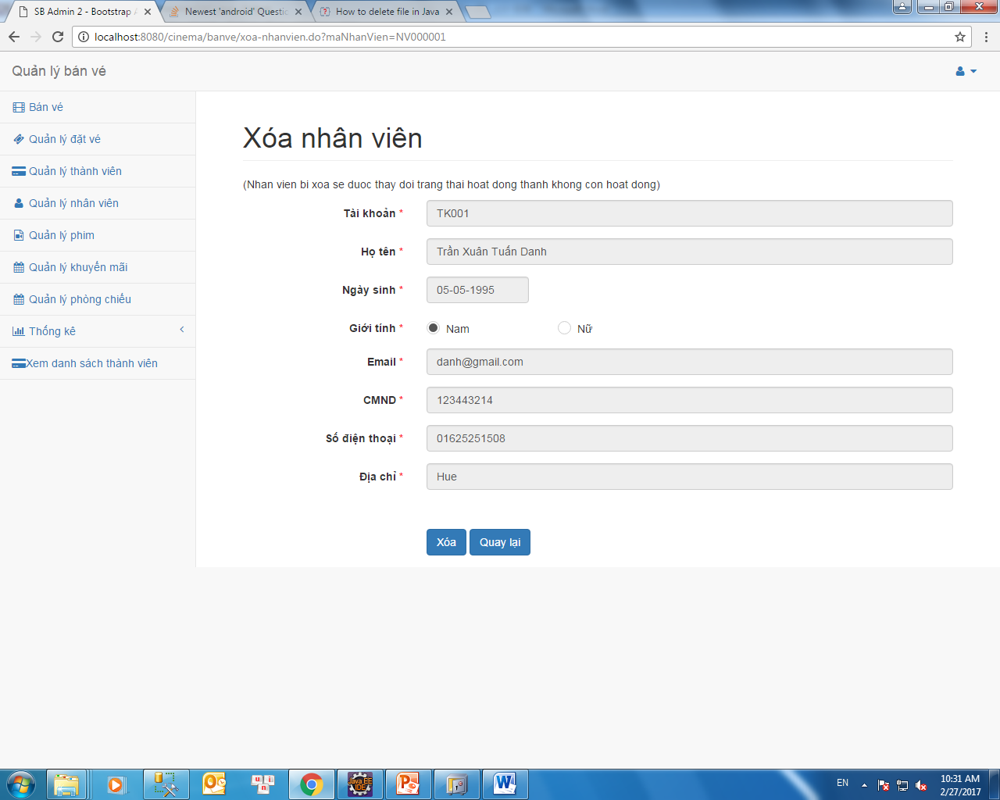 SB Admin 2 - Bootstrap A
Newest 'android' Questic
How to delete file in Java
localhost:8080/cinema/banve/xoa-nhanvien.do?maNhanVien=NV000001
Quản lý bán vé
Bán vé
Quản lý đặt vé
Quản lý thành viên
Quản lý nhân viên
Quản lý phim
Quản lý khuyến mãi
Quản lý phòng chiếu
Thống kê
Xem danh sách thành viên
Xóa nhân viên
(Nhan vien bi xoa se duoc thay doi trang thai hoat dong thanh khong con hoat dong)
Tài khoản * TK001
Họ tên * Trần Xuân Tuấn Danh
Ngày sinh * 05-05-1995
Giới tính * Nam Nữ
Email * danh@gmail.com
CMND * 123443214
Số điện thoại * 01625251508
Địa chỉ * Hue
Xóa Quay lại
u i n
Java EE
IDE
EN
10:31 AM
2/27/2017